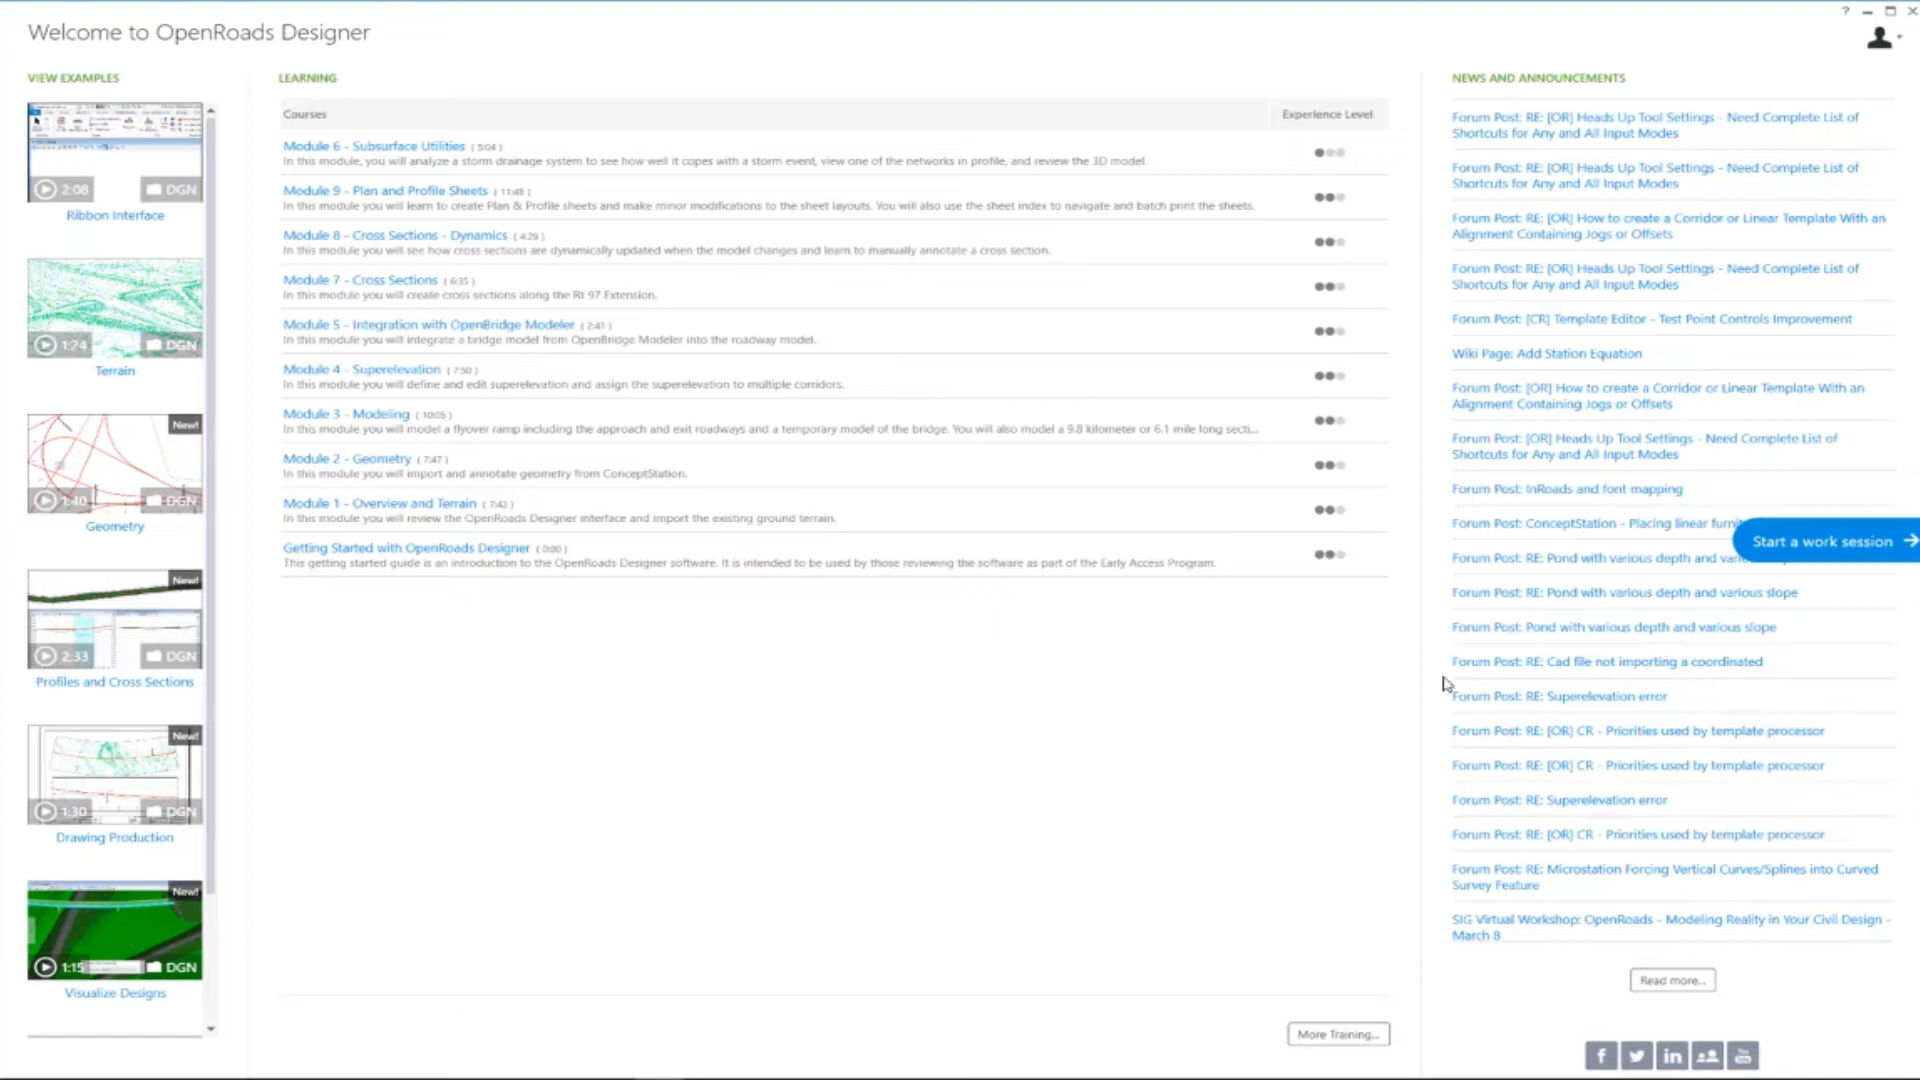 Welcome to OpenRoads Designer
?
VIEW EXAMPLES
2:08 DGN
Ribbon Interface
1:24 DGN
Terrain
New!
1:40 DGN
Geometry
New!
2:33 DGN
Profiles and Cross Sections
New!
1:30 DGN
Drawing Production
New!
1:15 DGN
Visualize Designs
LEARNING
Courses Experience Level
Module 6 - Subsurface Utilities ( 5:04 )
In this module, you will analyze a storm drainage system to see how well it copes with a storm event, view one of the networks in profile, and review the 3D model.
Module 9 - Plan and Profile Sheets ( 11:48 )
In this module you will learn to create Plan & Profile sheets and make minor modifications to the sheet layouts. You will also use the sheet index to navigate and batch print the sheets.
Module 8 - Cross Sections - Dynamics ( 4:29 )
In this module you will see how cross sections are dynamically updated when the model changes and learn to manually annotate a cross section.
Module 7 - Cross Sections ( 6:35 )
In this module you will create cross sections along the Rt 97 Extension.
Module 5 - Integration with OpenBridge Modeler ( 2:41 )
In this module you will integrate a bridge model from OpenBridge Modeler into the roadway model.
Module 4 - Superelevation ( 7:50 )
In this module you will define and edit superelevation and assign the superelevation to multiple corridors.
Module 3 - Modeling ( 10:05 )
In this module you will model a flyover ramp including the approach and exit roadways and a temporary model of the bridge. You will also model a 9.8 kilometer or 6.1 mile long secti...
Module 2 - Geometry ( 7:47 )
In this module you will import and annotate geometry from ConceptStation.
Module 1 - Overview and Terrain ( 7:42 )
In this module you will review the OpenRoads Designer interface and import the existing ground terrain.
Getting Started with OpenRoads Designer ( 0:00 )
This getting started guide is an introduction to the OpenRoads Designer software. It is intended to be used by those reviewing the software as part of the Early Access Program.
More Training...
NEWS AND ANNOUNCEMENTS
Forum Post: RE: [OR] Heads Up Tool Settings - Need Complete List of
Shortcuts for Any and All Input Modes
Forum Post: RE: [OR] Heads Up Tool Settings - Need Complete List of
Shortcuts for Any and All Input Modes
Forum Post: RE: [OR] How to create a Corridor or Linear Template With an
Alignment Containing Jogs or Offsets
Forum Post: RE: [OR] Heads Up Tool Settings - Need Complete List of
Shortcuts for Any and All Input Modes
Forum Post: [CR] Template Editor - Test Point Controls Improvement
Wiki Page: Add Station Equation
Forum Post: [OR] How to create a Corridor or Linear Template With an
Alignment Containing Jogs or Offsets
Forum Post: [OR] Heads Up Tool Settings - Need Complete List of
Shortcuts for Any and All Input Modes
Forum Post: InRoads and font mapping
Forum Post: ConceptStation - Placing linear furni
Start a work session
Forum Post: RE: Pond with various depth and vari
Forum Post: RE: Pond with various depth and various slope
Forum Post: Pond with various depth and various slope
Forum Post: RE: Cad file not importing a coordinated
Forum Post: RE: Superelevation error
Forum Post: RE: [OR] CR - Priorities used by template processor
Forum Post: RE: [OR] CR - Priorities used by template processor
Forum Post: RE: Superelevation error
Forum Post: RE: [OR] CR - Priorities used by template processor
Forum Post: RE: Microstation Forcing Vertical Curves/Splines into Curved
Survey Feature
SIG Virtual Workshop: OpenRoads - Modeling Reality in Your Civil Design -
March 8
Read more...